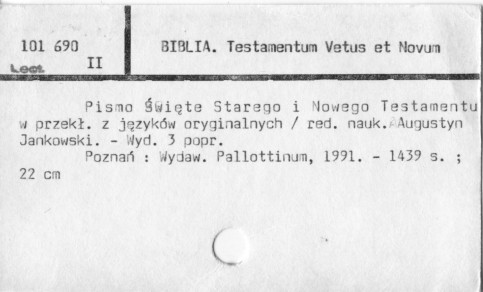 101 690
Lect. II
BIBLIA. Testamentum Vetus et Novum
Pismo Święte Starego i Nowego Testamentu
w przekł. z języków oryginalnych / red. nauk. Augustyn
Jankowski. - Wyd. 3 popr.
Poznań : Wydaw. Pallottinum, 1991. - 1439 s. ;
22 cm